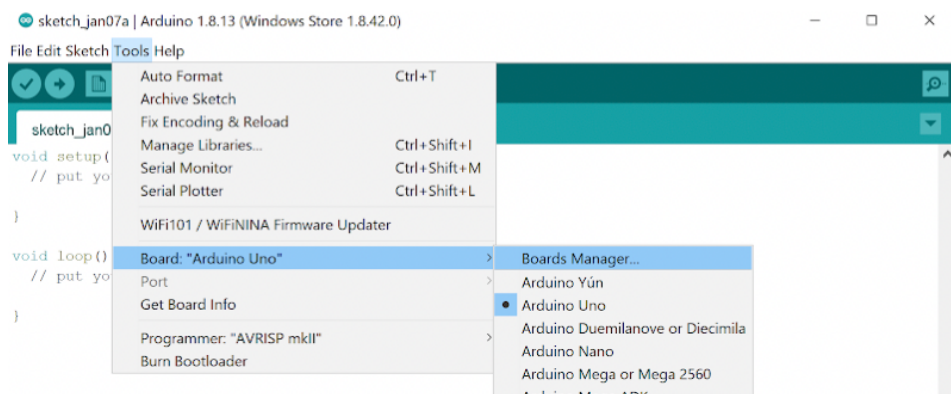 sketch_jan07a | Arduino 1.8.13 (Windows Store 1.8.42.0)
File Edit Sketch Tools Help
sketch_jan0
void setup(
// put yo
}
void loop()
// put yo
}
Auto Format Ctrl+T
Archive Sketch
Fix Encoding & Reload
Manage Libraries... Ctrl+Shift+I
Serial Monitor Ctrl+Shift+M
Serial Plotter Ctrl+Shift+L
WiFi101 / WiFiNINA Firmware Updater
Board: "Arduino Uno"
Port
Get Board Info
Programmer: "AVRISP mkII"
Burn Bootloader
Boards Manager...
Arduino Yún
Arduino Uno
Arduino Duemilanove or Diecimila
Arduino Nano
Arduino Mega or Mega 2560